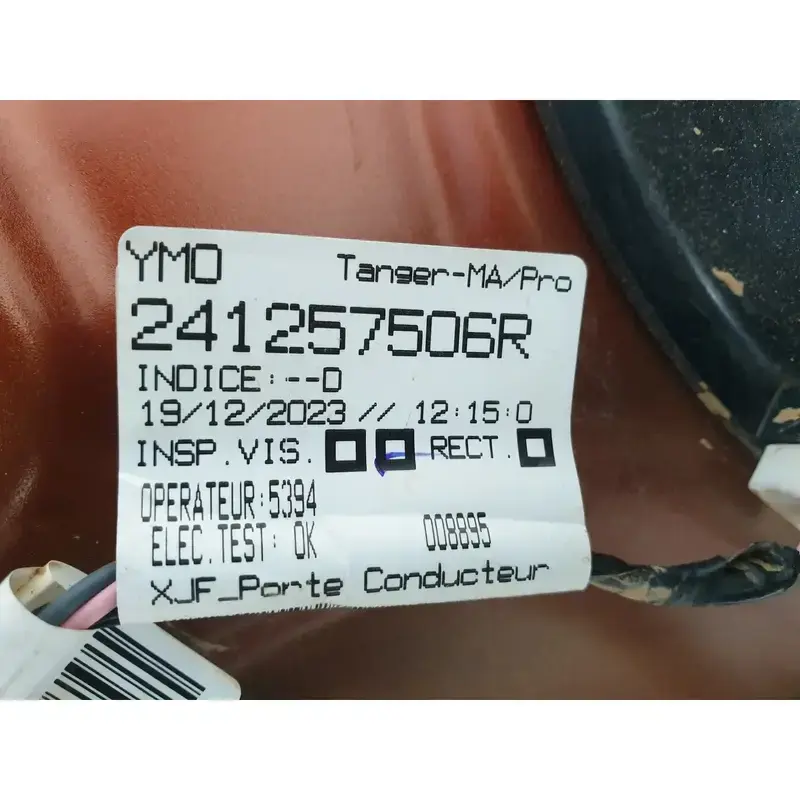 YMO Tanger-MA/Pro
241257506R
INDICE:--D
19/12/2023 // 12:15:0
INSP.VIS. RECT.
OPERATEUR:5394
ELEC.TEST: OK 008895
XJF_Porte Conducteur